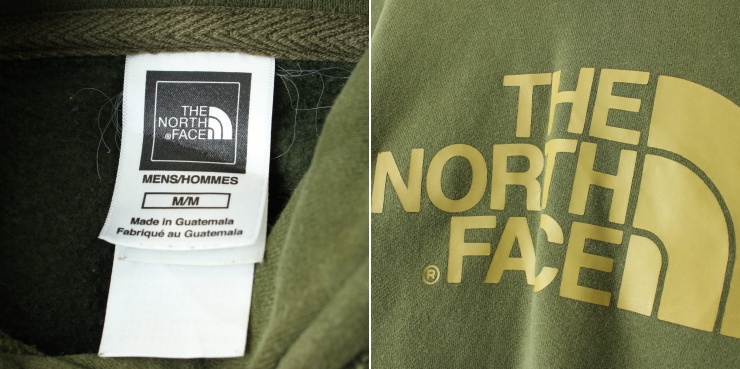 THE
NORTH
®FACE
MENS/HOMMES
M/M
Made in Guatemala
Fabriqué au Guatemala
THE
NORTH
®FACE